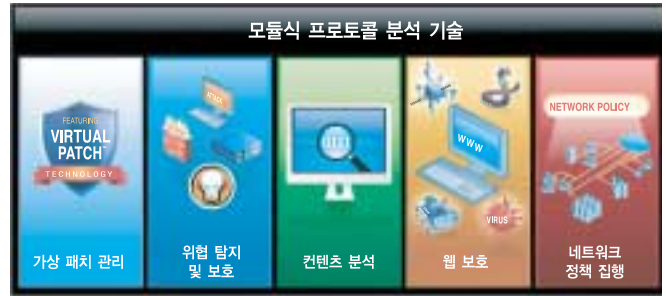 모듈식 프로토콜 분석 기술
FEATURING
VIRTUAL
PATCH™
TECHNOLOGY
가상 패치 관리
ATTACK
위협 탐지
및 보호
컨텐츠 분석
WWW
VIRUS
웹 보호
NETWORK POLICY
네트워크
정책 집행